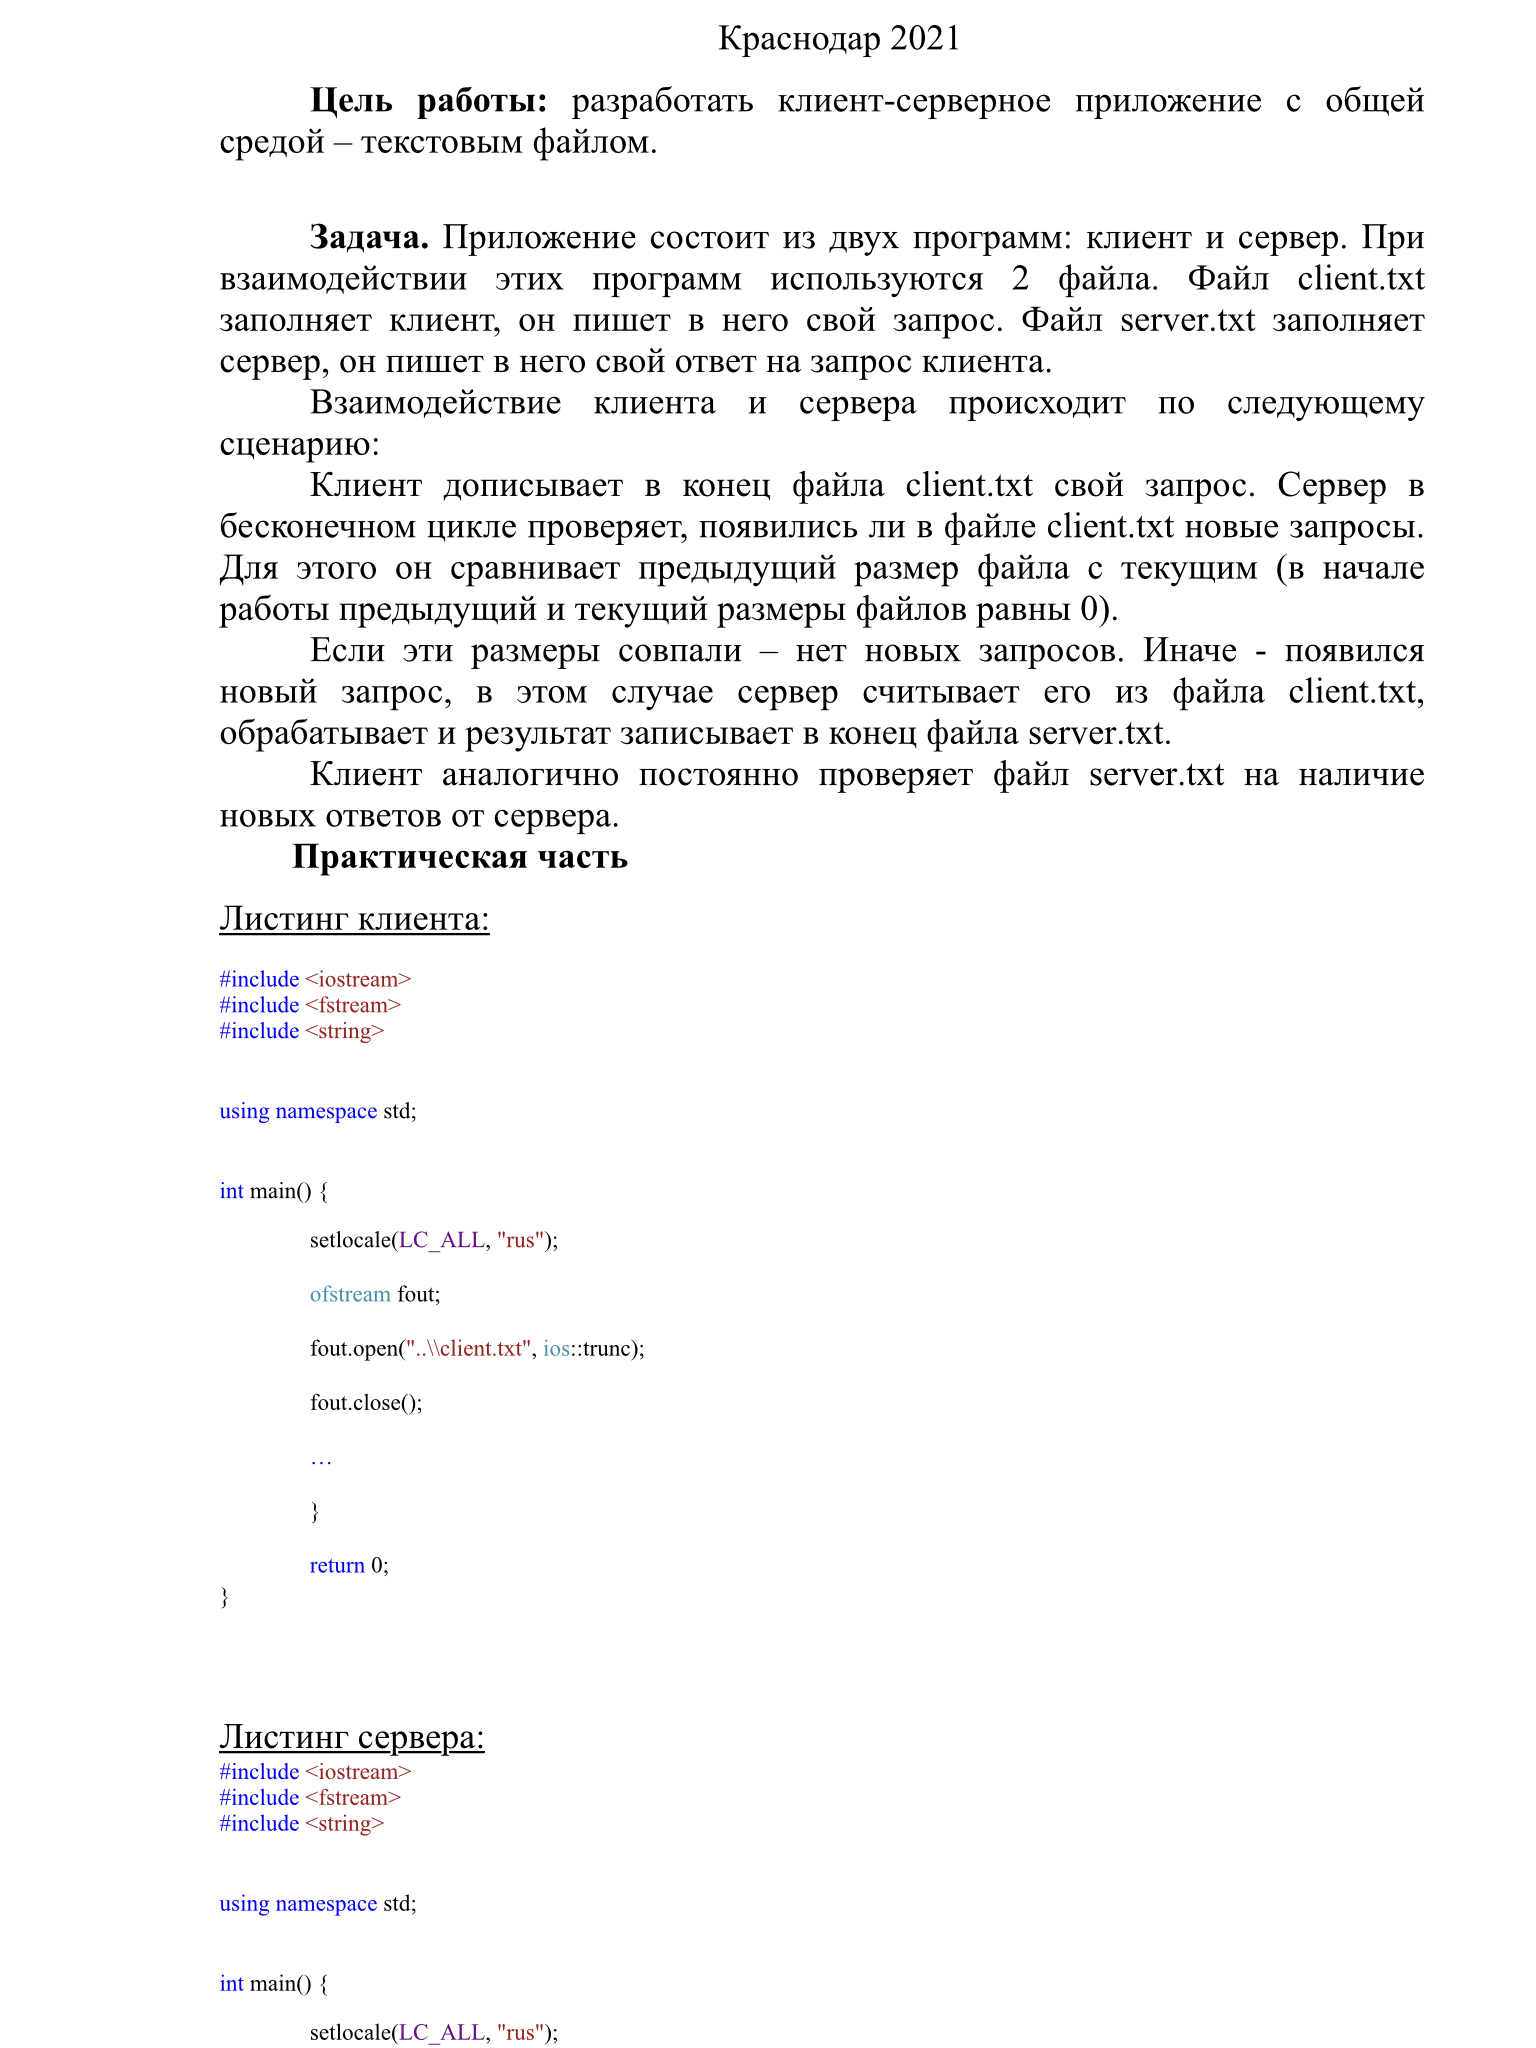 Краснодар 2021
Цель работы: разработать клиент-серверное приложение с общей
средой – текстовым файлом.
Задача. Приложение состоит из двух программ: клиент и сервер. При
взаимодействии этих программ используются 2 файла. Файл client.txt
заполняет клиент, он пишет в него свой запрос. Файл server.txt заполняет
сервер, он пишет в него свой ответ на запрос клиента.
Взаимодействие клиента и сервера происходит по следующему
сценарию:
Клиент дописывает в конец файла client.txt свой запрос. Сервер в
бесконечном цикле проверяет, появились ли в файле client.txt новые запросы.
Для этого он сравнивает предыдущий размер файла с текущим (в начале
работы предыдущий и текущий размеры файлов равны 0).
Если эти размеры совпали – нет новых запросов. Иначе - появился
новый запрос, в этом случае сервер считывает его из файла client.txt,
обрабатывает и результат записывает в конец файла server.txt.
Клиент аналогично постоянно проверяет файл server.txt на наличие
новых ответов от сервера.
Практическая часть
Листинг клиента:
#include <iostream>
#include <fstream>
#include <string>
using namespace std;
int main() {
setlocale(LC_ALL, "rus");
ofstream fout;
fout.open("..\\client.txt", ios::trunc);
fout.close();
…
}
return 0;
}
Листинг сервера:
#include <iostream>
#include <fstream>
#include <string>
using namespace std;
int main() {
setlocale(LC_ALL, "rus");